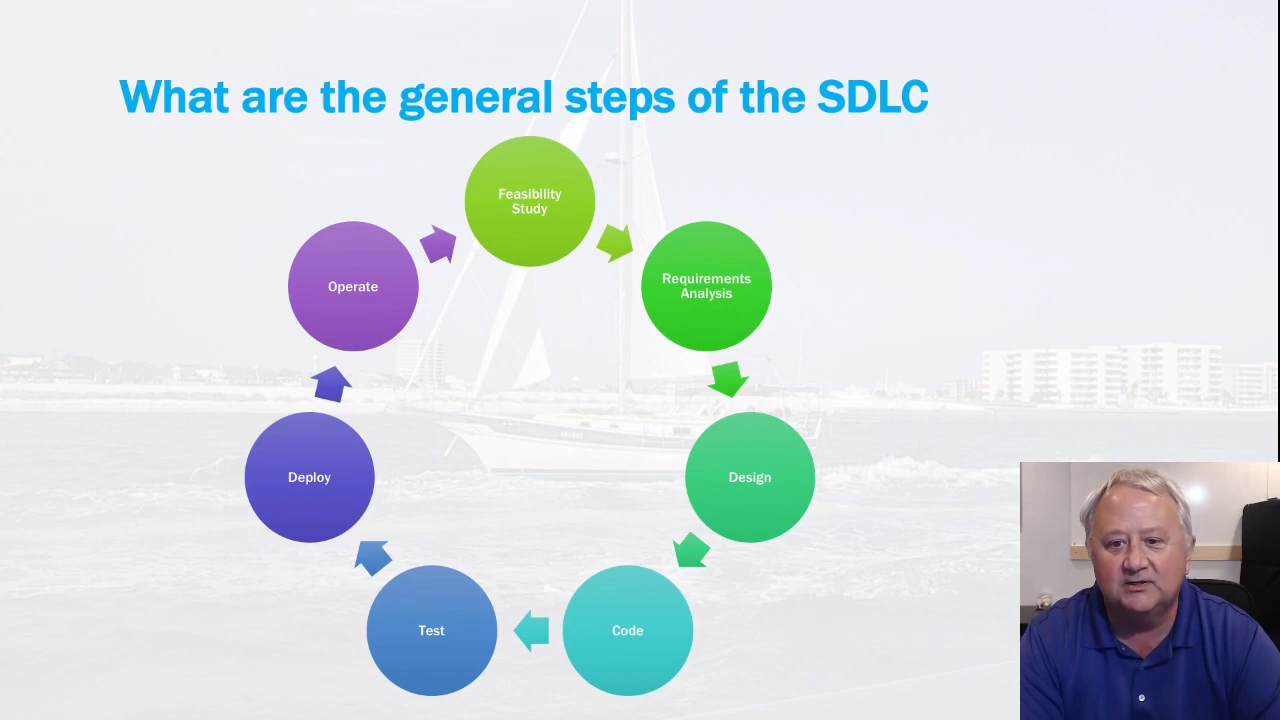 What are the general steps of the SDLC
Feasibility
Study
Requirements
Analysis
Design
Code
Test
Deploy
Operate